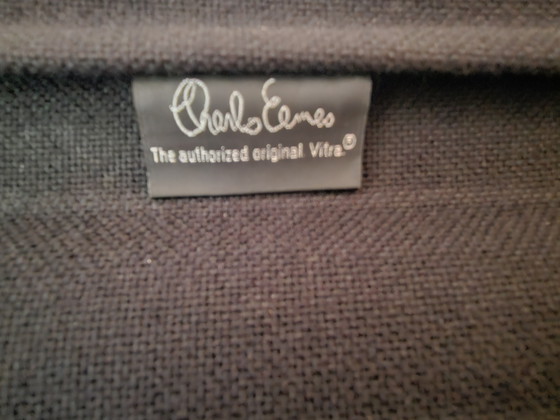 Charles Eames
The authorized original. Vitra.®